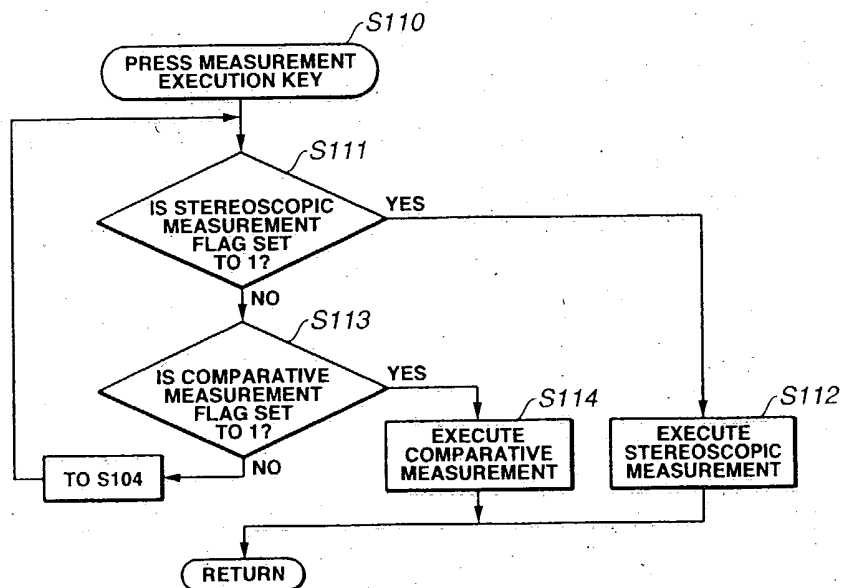 S110
PRESS MEASUREMENT
EXECUTION KEY
S111
IS STEREOSCOPIC
MEASUREMENT
FLAG SET
TO 1?
YES
NO
S113
IS COMPARATIVE
MEASUREMENT
FLAG SET
TO 1?
YES
NO
S114
EXECUTE
COMPARATIVE
MEASUREMENT
S112
EXECUTE
STEREOSCOPIC
MEASUREMENT
TO S104
RETURN